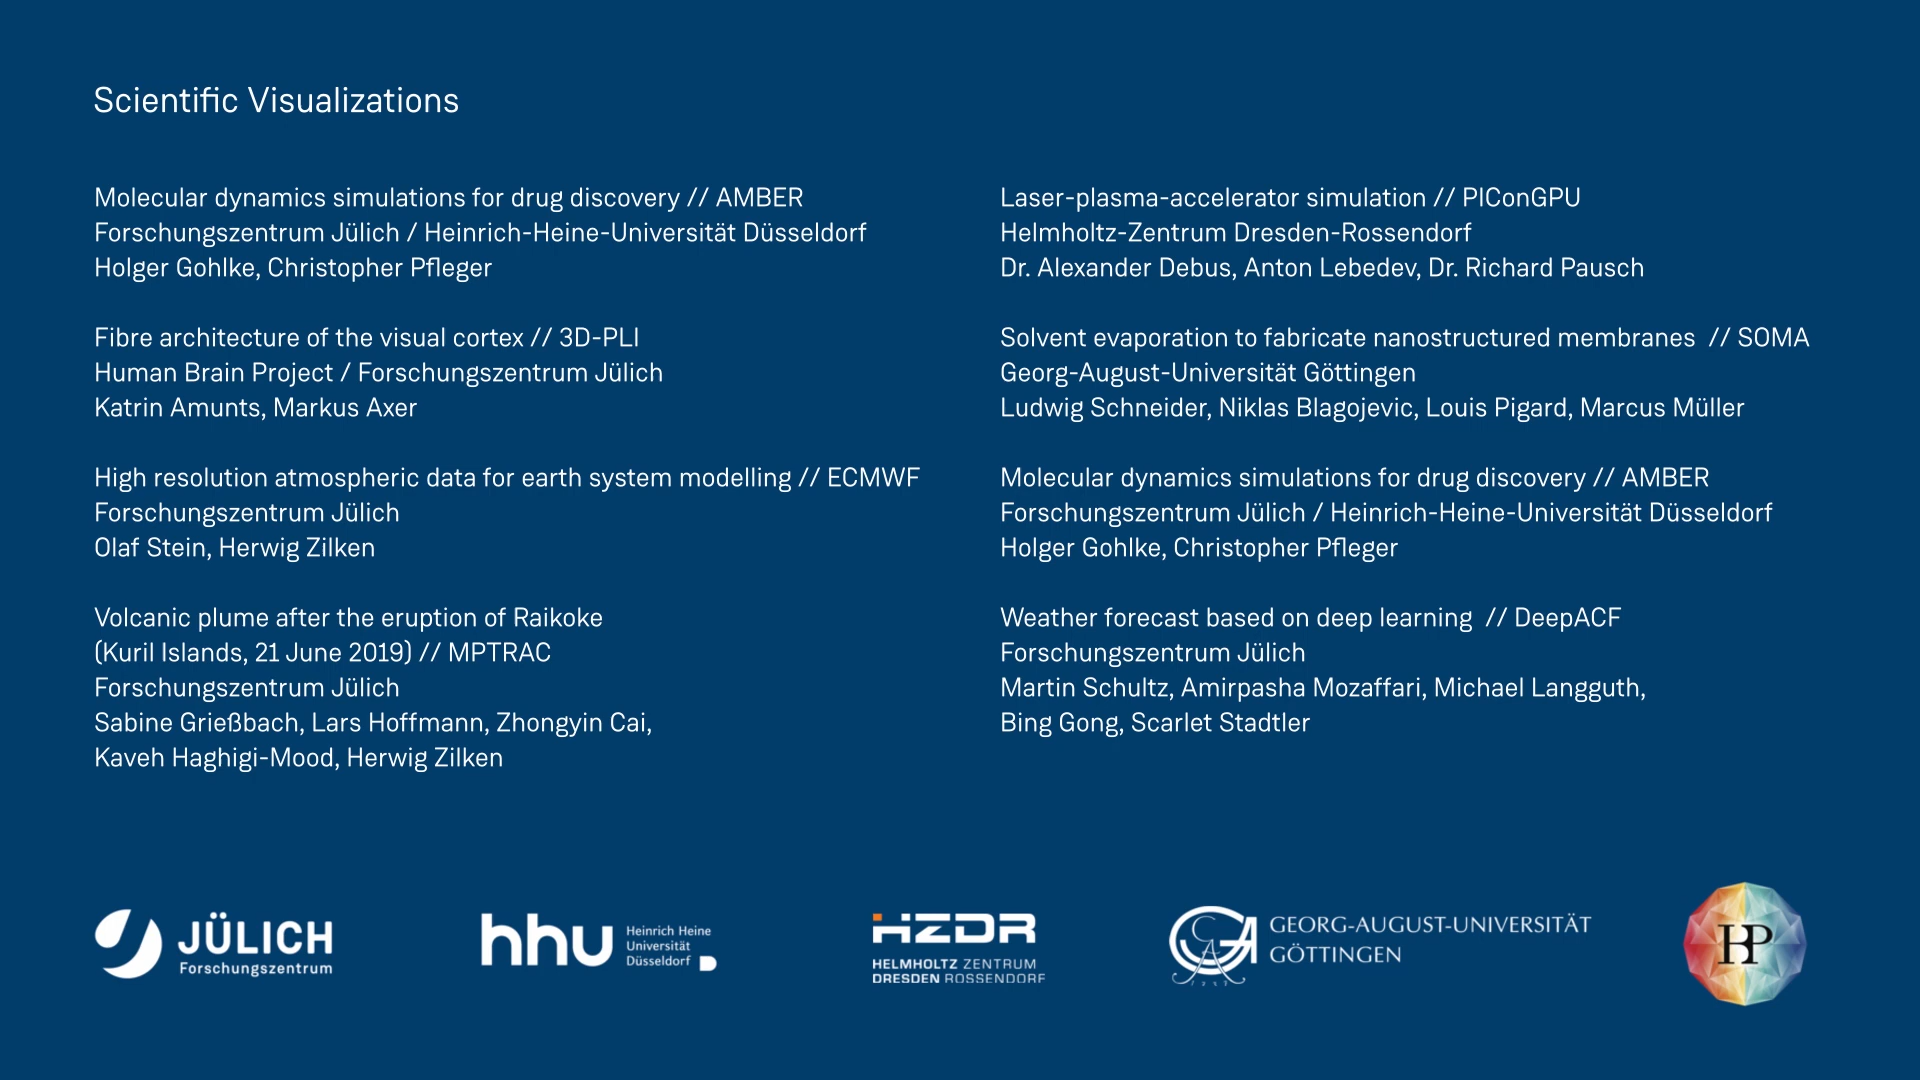 Scientific Visualizations
Molecular dynamics simulations for drug discovery // AMBER
Forschungszentrum Jülich / Heinrich-Heine-Universität Düsseldorf
Holger Gohlke, Christopher Pfleger
Fibre architecture of the visual cortex // 3D-PLI
Human Brain Project / Forschungszentrum Jülich
Katrin Amunts, Markus Axer
High resolution atmospheric data for earth system modelling // ECMWF
Forschungszentrum Jülich
Olaf Stein, Herwig Zilken
Volcanic plume after the eruption of Raikoke
(Kuril Islands, 21 June 2019) // MPTRAC
Forschungszentrum Jülich
Sabine Grießbach, Lars Hoffmann, Zhongyin Cai,
Kaveh Haghigi-Mood, Herwig Zilken
Laser-plasma-accelerator simulation // PIConGPU
Helmholtz-Zentrum Dresden-Rossendorf
Dr. Alexander Debus, Anton Lebedev, Dr. Richard Pausch
Solvent evaporation to fabricate nanostructured membranes // SOMA
Georg-August-Universität Göttingen
Ludwig Schneider, Niklas Blagojevic, Louis Pigard, Marcus Müller
Molecular dynamics simulations for drug discovery // AMBER
Forschungszentrum Jülich / Heinrich-Heine-Universität Düsseldorf
Holger Gohlke, Christopher Pfleger
Weather forecast based on deep learning // DeepACF
Forschungszentrum Jülich
Martin Schultz, Amirpasha Mozaffari, Michael Langguth,
Bing Gong, Scarlet Stadtler
JÜLICH
Forschungszentrum
hhu
Heinrich Heine
Universität
Düsseldorf
HZDR
HELMHOLTZ ZENTRUM
DRESDEN ROSSENDORF
GEORG-AUGUST-UNIVERSITÄT
GÖTTINGEN
HBP